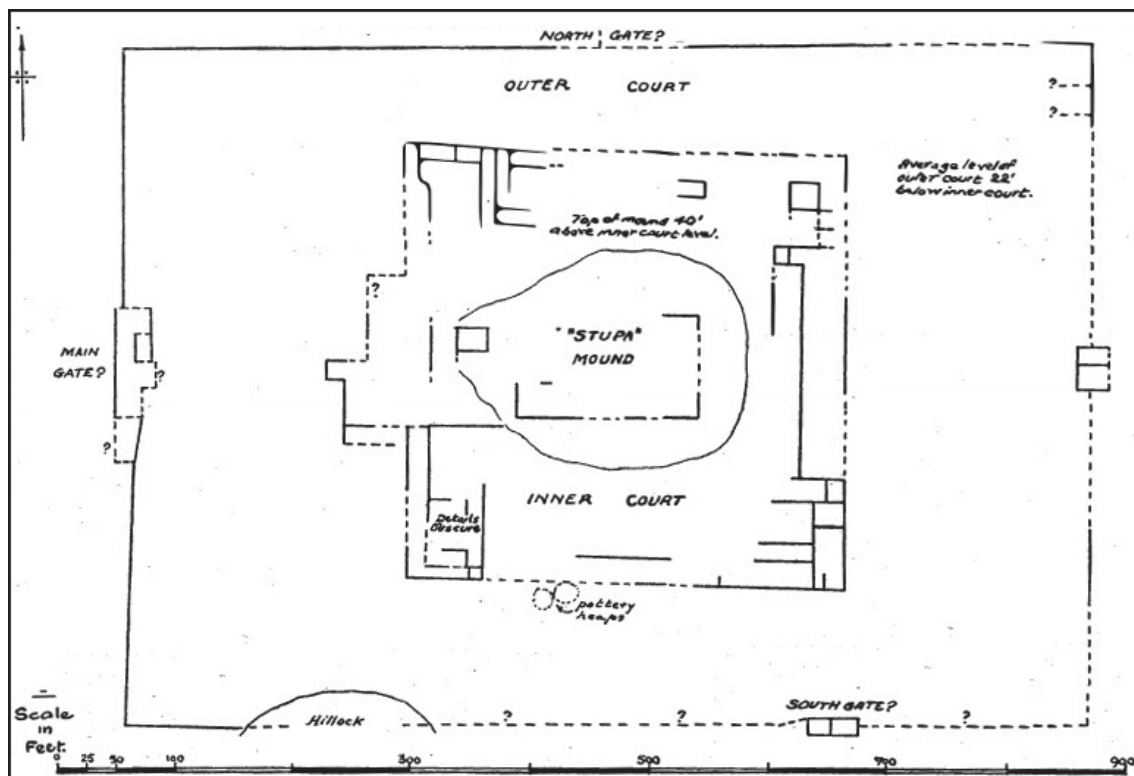 NORTH GATE?
OUTER COURT
?
?
Average level of
outer court 22'
below inner court.
Top of mound 40'
above inner court level.
?
"STUPA"
MOUND
MAIN
GATE?
?
?
INNER COURT
Details
Obscure
pottery
heaps
SOUTH GATE?
Hillock
?
?
?
Scale
in
Feet.
0 25 50 100 300 500 700 900